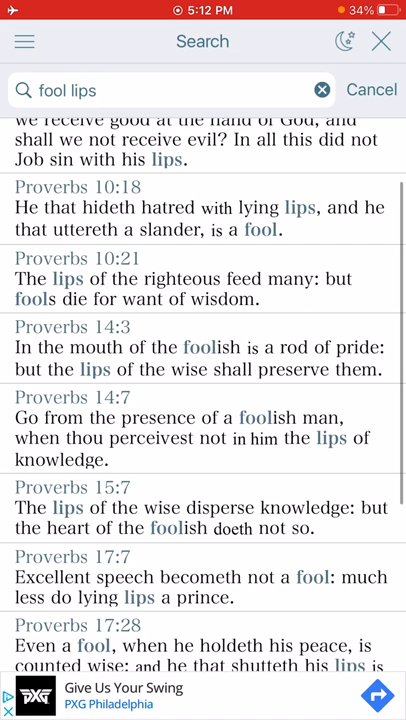 5:12 PM
34%
Search
fool lips
Cancel
we receive good at the hand of God, and
shall we not receive evil? In all this did not
Job sin with his lips.
Proverbs 10:18
He that hideth hatred with lying lips, and he
that uttereth a slander, is a fool.
Proverbs 10:21
The lips of the righteous feed many: but
fools die for want of wisdom.
Proverbs 14:3
In the mouth of the foolish is a rod of pride:
but the lips of the wise shall preserve them.
Proverbs 14:7
Go from the presence of a foolish man,
when thou perceivest not in him the lips of
knowledge.
Proverbs 15:7
The lips of the wise disperse knowledge: but
the heart of the foolish doeth not so.
Proverbs 17:7
Excellent speech becometh not a fool: much
less do lying lips a prince.
Proverbs 17:28
Even a fool, when he holdeth his peace, is
counted wise: and he that shutteth his lips is
PXG
Give Us Your Swing
PXG Philadelphia